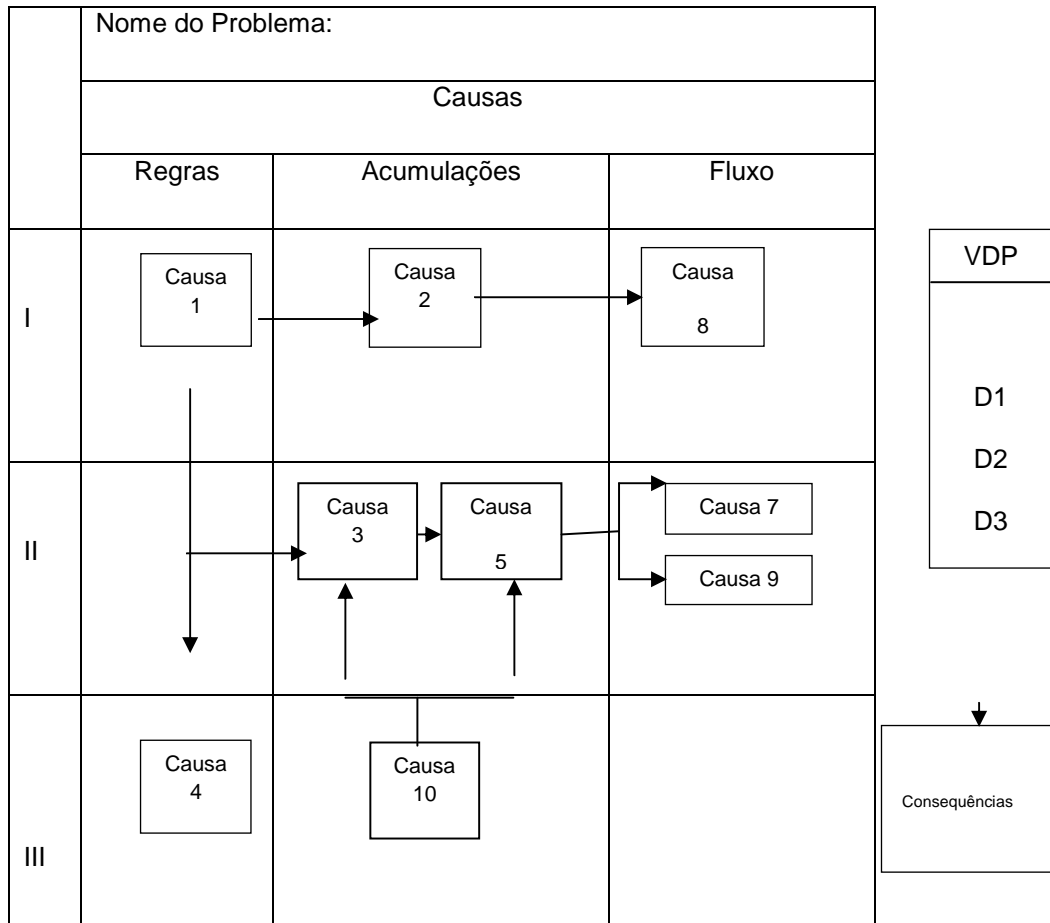 Nome do Problema:
Causas
Regras
Acumulações
Fluxo
VDP
I
Causa
1
Causa
2
Causa
8
D1
D2
D3
II
Causa
3
Causa
5
Causa 7
Causa 9
III
Causa
4
Causa
10
Consequências